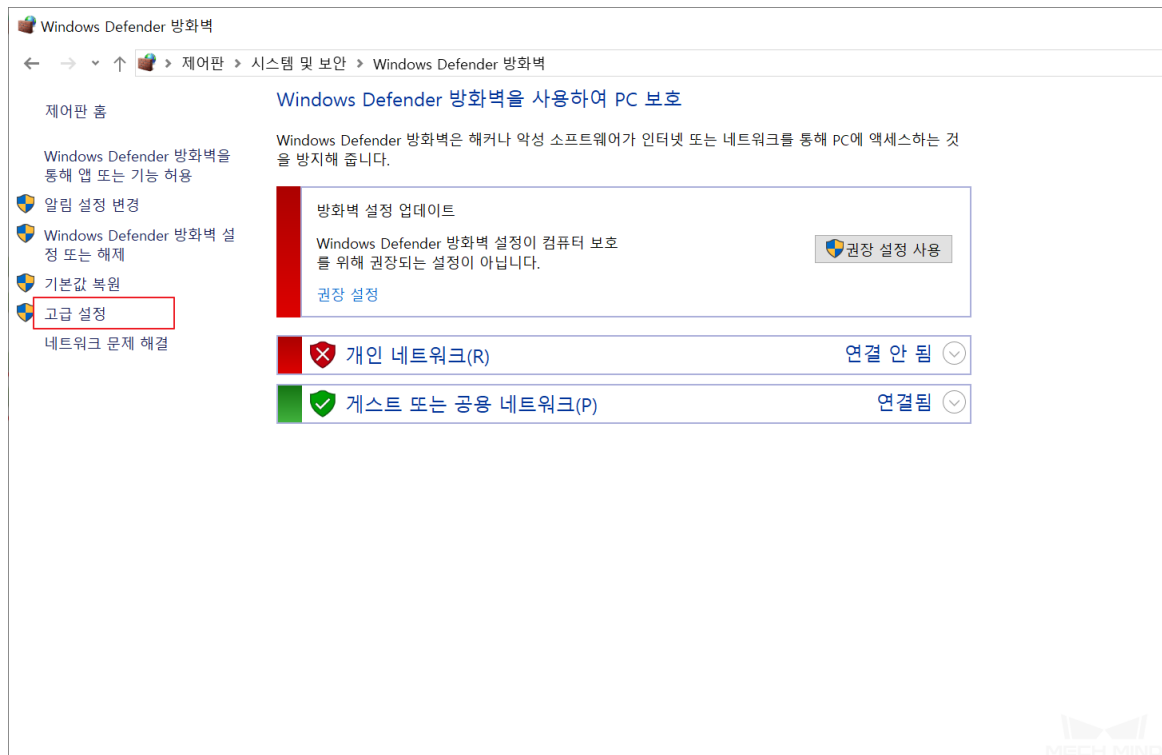 Windows Defender 방화벽
제어판 > 시스템 및 보안 > Windows Defender 방화벽
제어판 홈
Windows Defender 방화벽을
통해 앱 또는 기능 허용
알림 설정 변경
Windows Defender 방화벽 설
정 또는 해제
기본값 복원
고급 설정
네트워크 문제 해결
Windows Defender 방화벽을 사용하여 PC 보호
Windows Defender 방화벽은 해커나 악성 소프트웨어가 인터넷 또는 네트워크를 통해 PC에 액세스하는 것
을 방지해 줍니다.
방화벽 설정 업데이트
Windows Defender 방화벽 설정이 컴퓨터 보호
를 위해 권장되는 설정이 아닙니다.
권장 설정 사용
권장 설정
개인 네트워크(R) 연결 안 됨
게스트 또는 공용 네트워크(P) 연결됨
MECH MIND